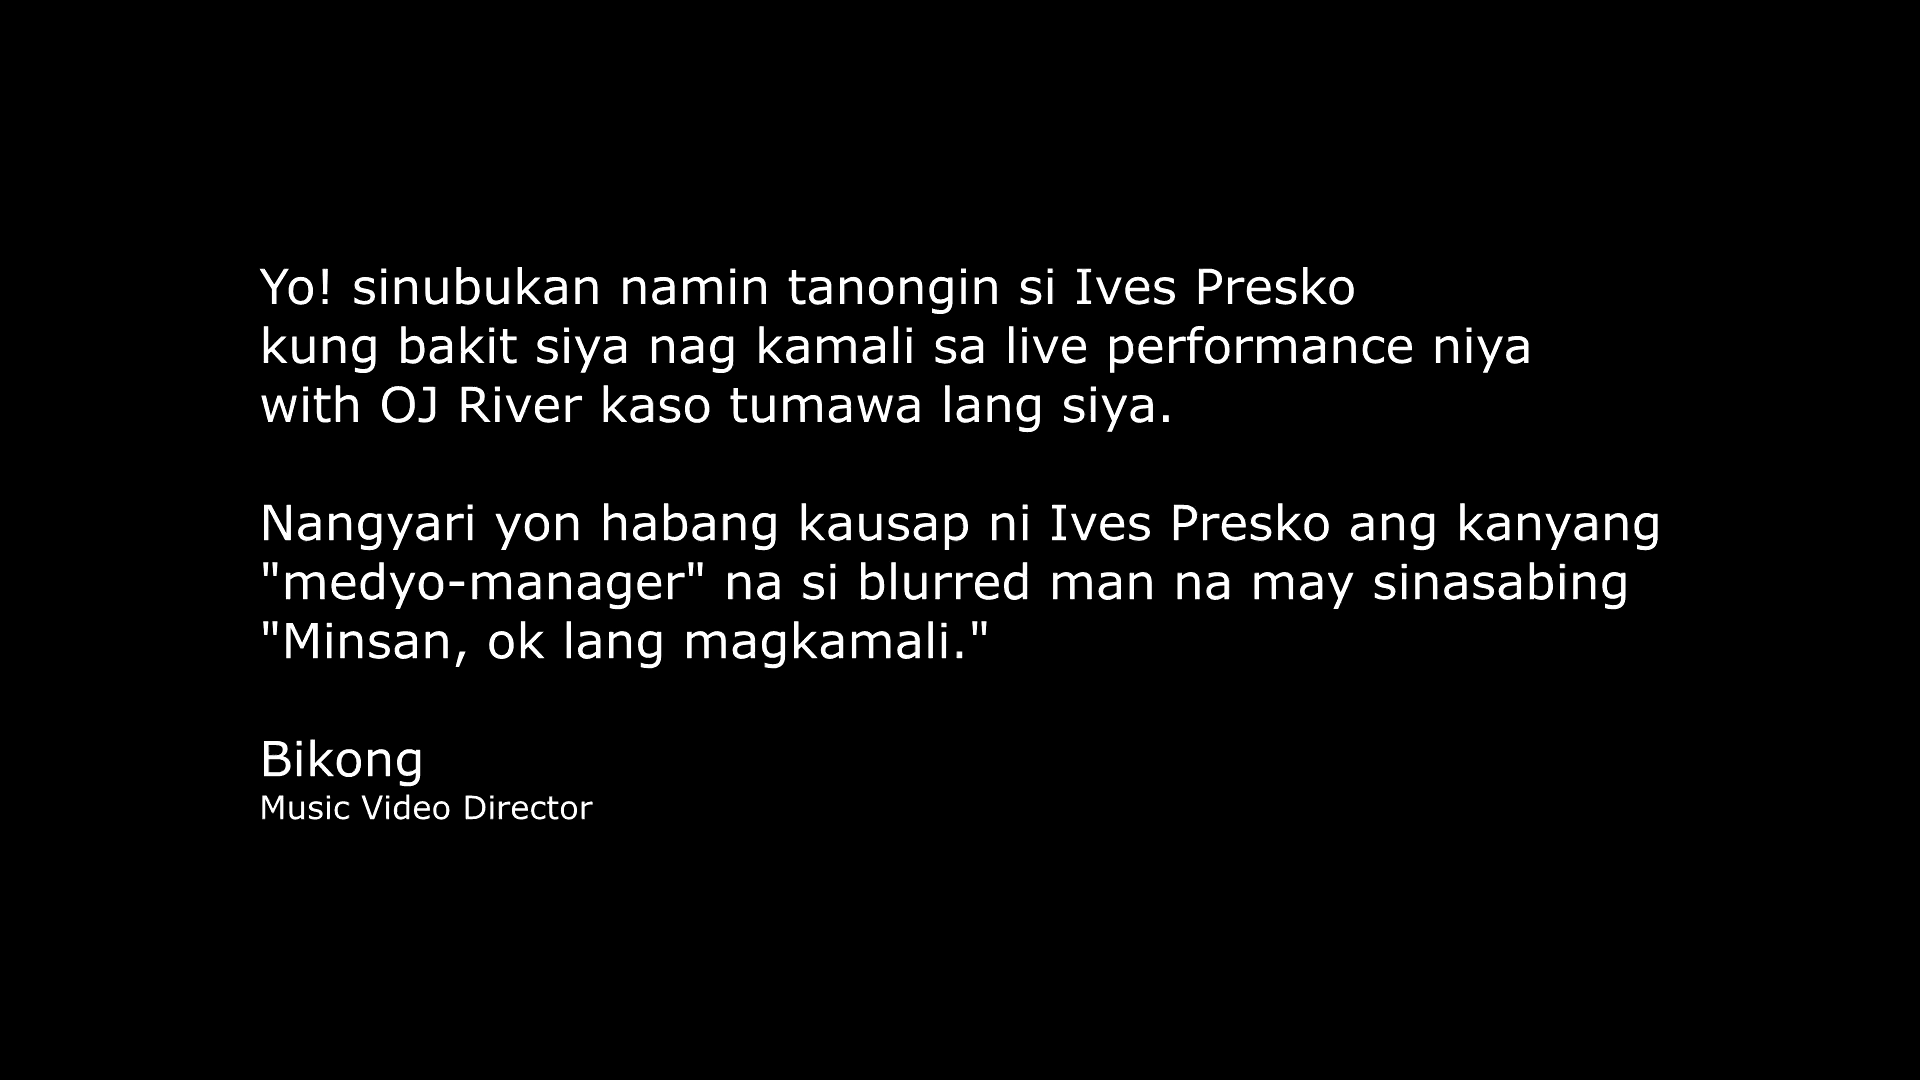 Yo! sinubukan namin tanongin si Ives Presko
kung bakit siya nag kamali sa live performance niya
with OJ River kaso tumawa lang siya.
Nangyari yon habang kausap ni Ives Presko ang kanyang
"medyo-manager" na si blurred man na may sinasabing
"Minsan, ok lang magkamali."
Bikong
Music Video Director